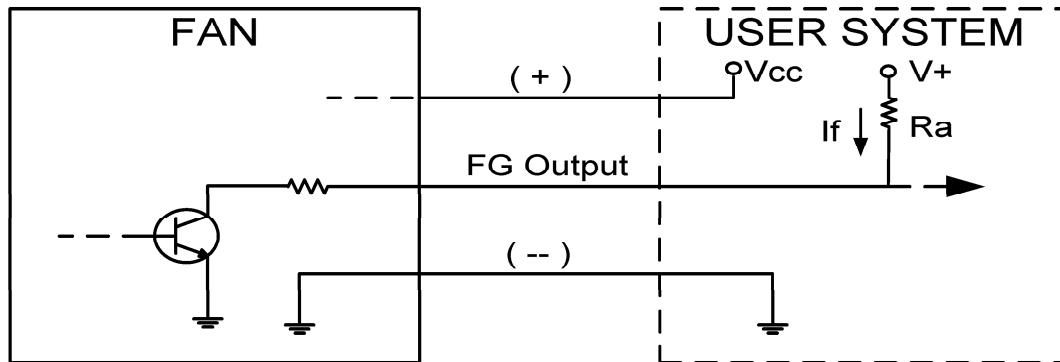 FAN
USER SYSTEM
( + )
Vcc
V+
If
Ra
FG Output
( -- )